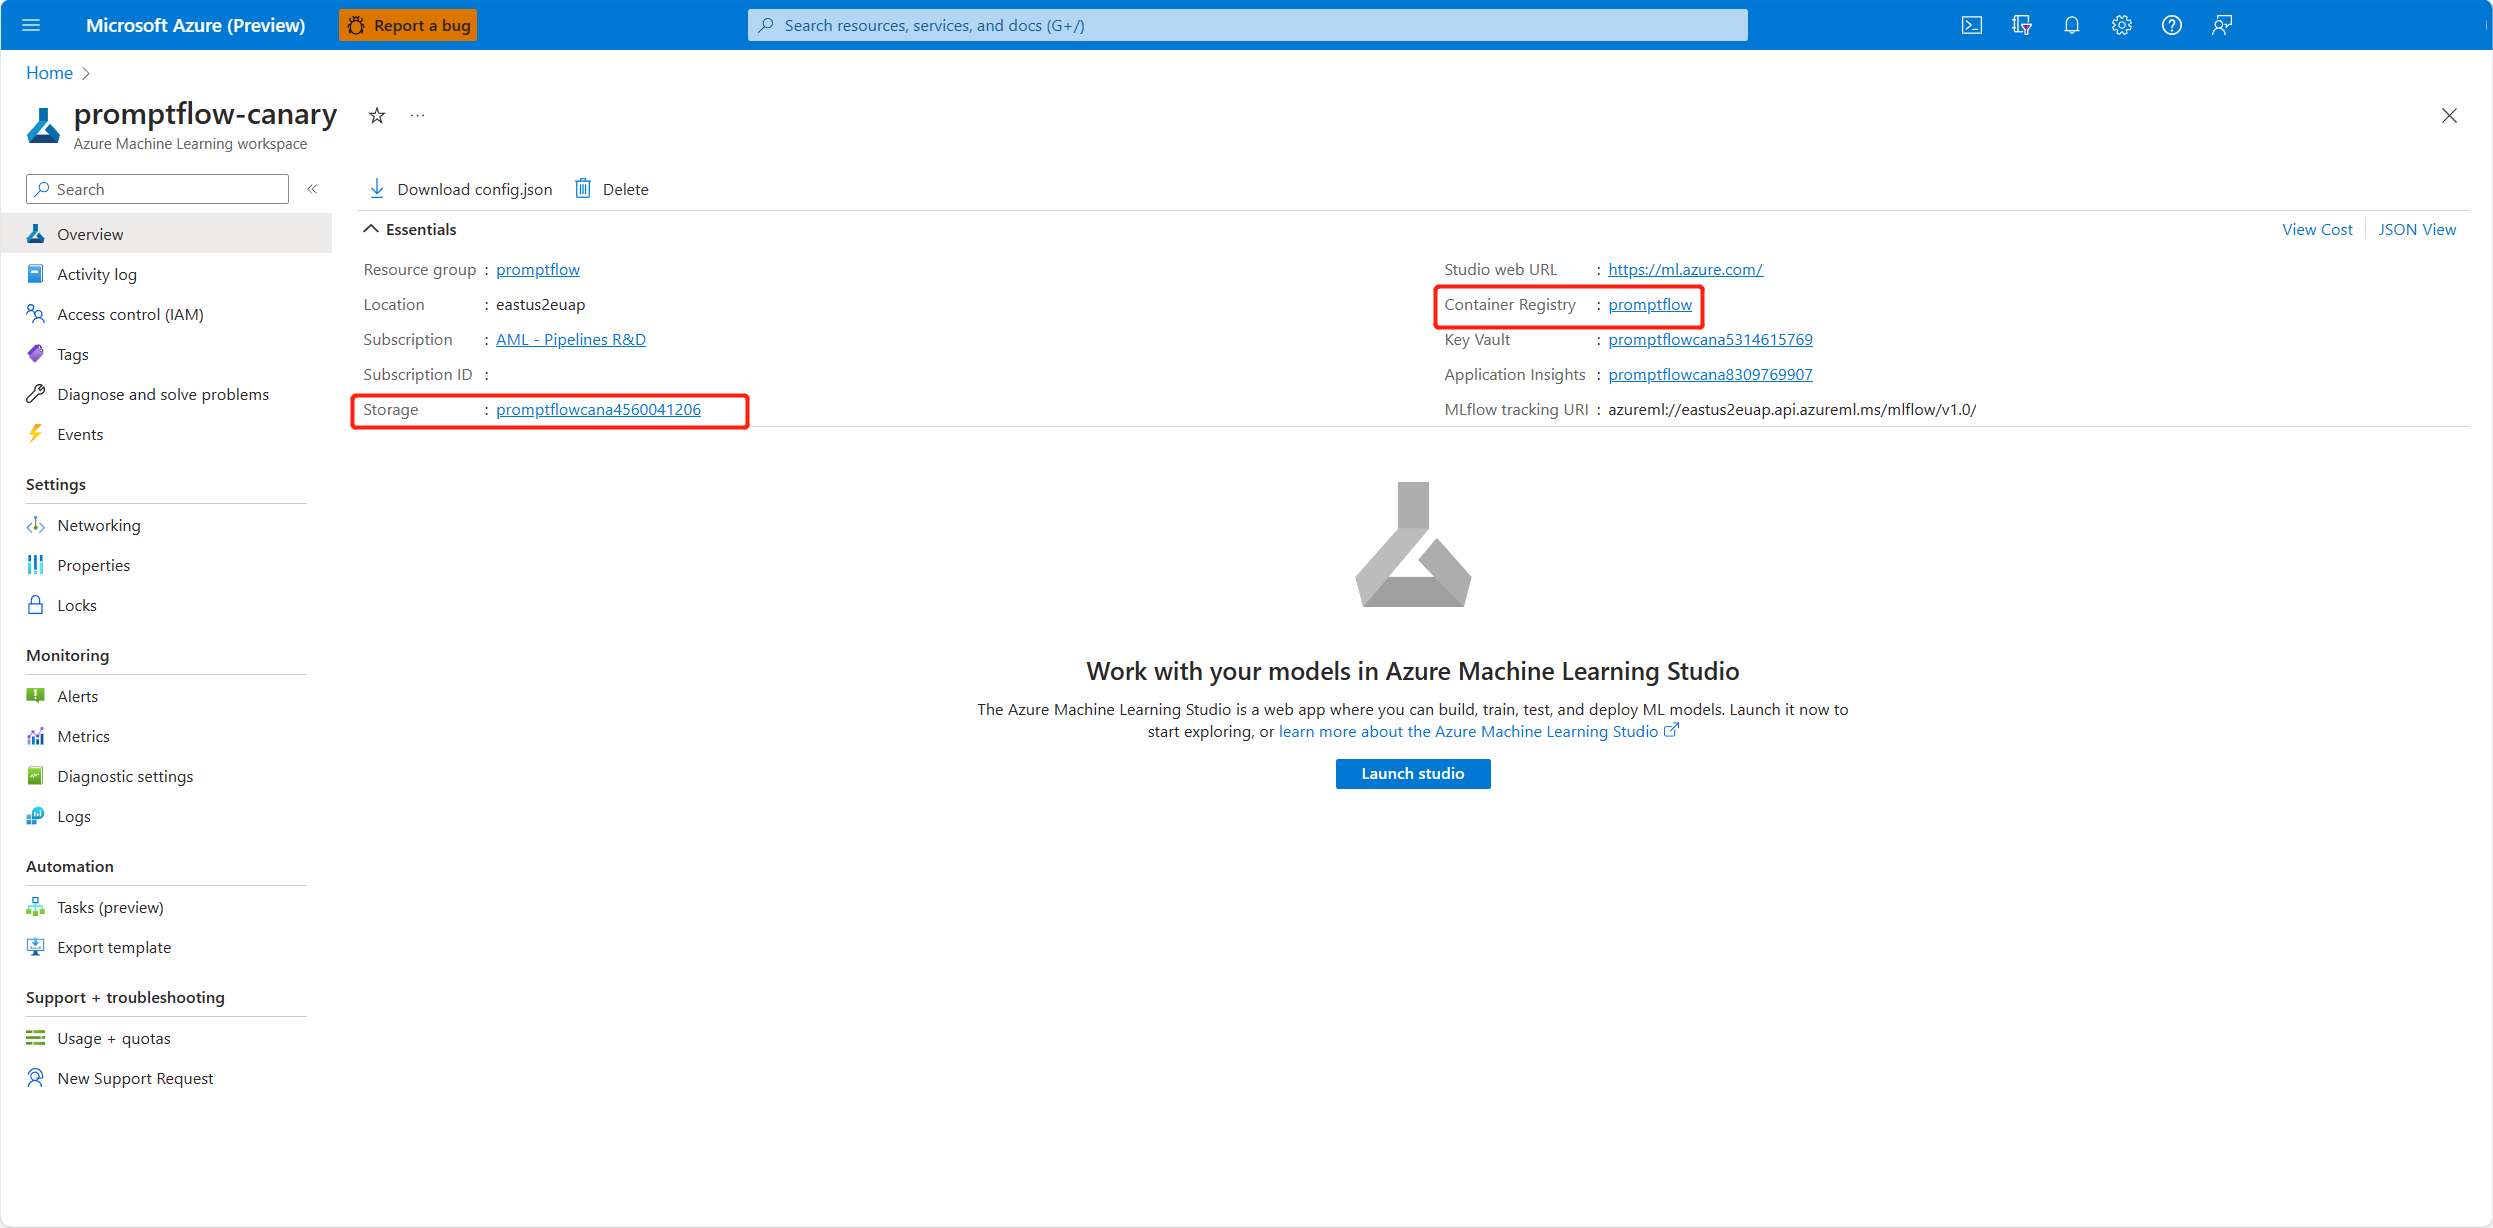 Microsoft Azure (Preview)
Report a bug
Search resources, services, and docs (G+/)
Home
promptflow-canary
Azure Machine Learning workspace
Search
Download config.json
Delete
Overview
Activity log
Access control (IAM)
Tags
Diagnose and solve problems
Events
Settings
Networking
Properties
Locks
Monitoring
Alerts
Metrics
Diagnostic settings
Logs
Automation
Tasks (preview)
Export template
Support + troubleshooting
Usage + quotas
New Support Request
Essentials
View Cost
JSON View
Resource group : promptflow
Location : eastus2euap
Subscription : AML - Pipelines R&D
Subscription ID :
Storage : promptflowcana4560041206
Studio web URL : https://ml.azure.com/
Container Registry : promptflow
Key Vault : promptflowcana5314615769
Application Insights : promptflowcana8309769907
MLflow tracking URI : azureml://eastus2euap.api.azureml.ms/mlflow/v1.0/
Work with your models in Azure Machine Learning Studio
The Azure Machine Learning Studio is a web app where you can build, train, test, and deploy ML models. Launch it now to
start exploring, or learn more about the Azure Machine Learning Studio
Launch studio